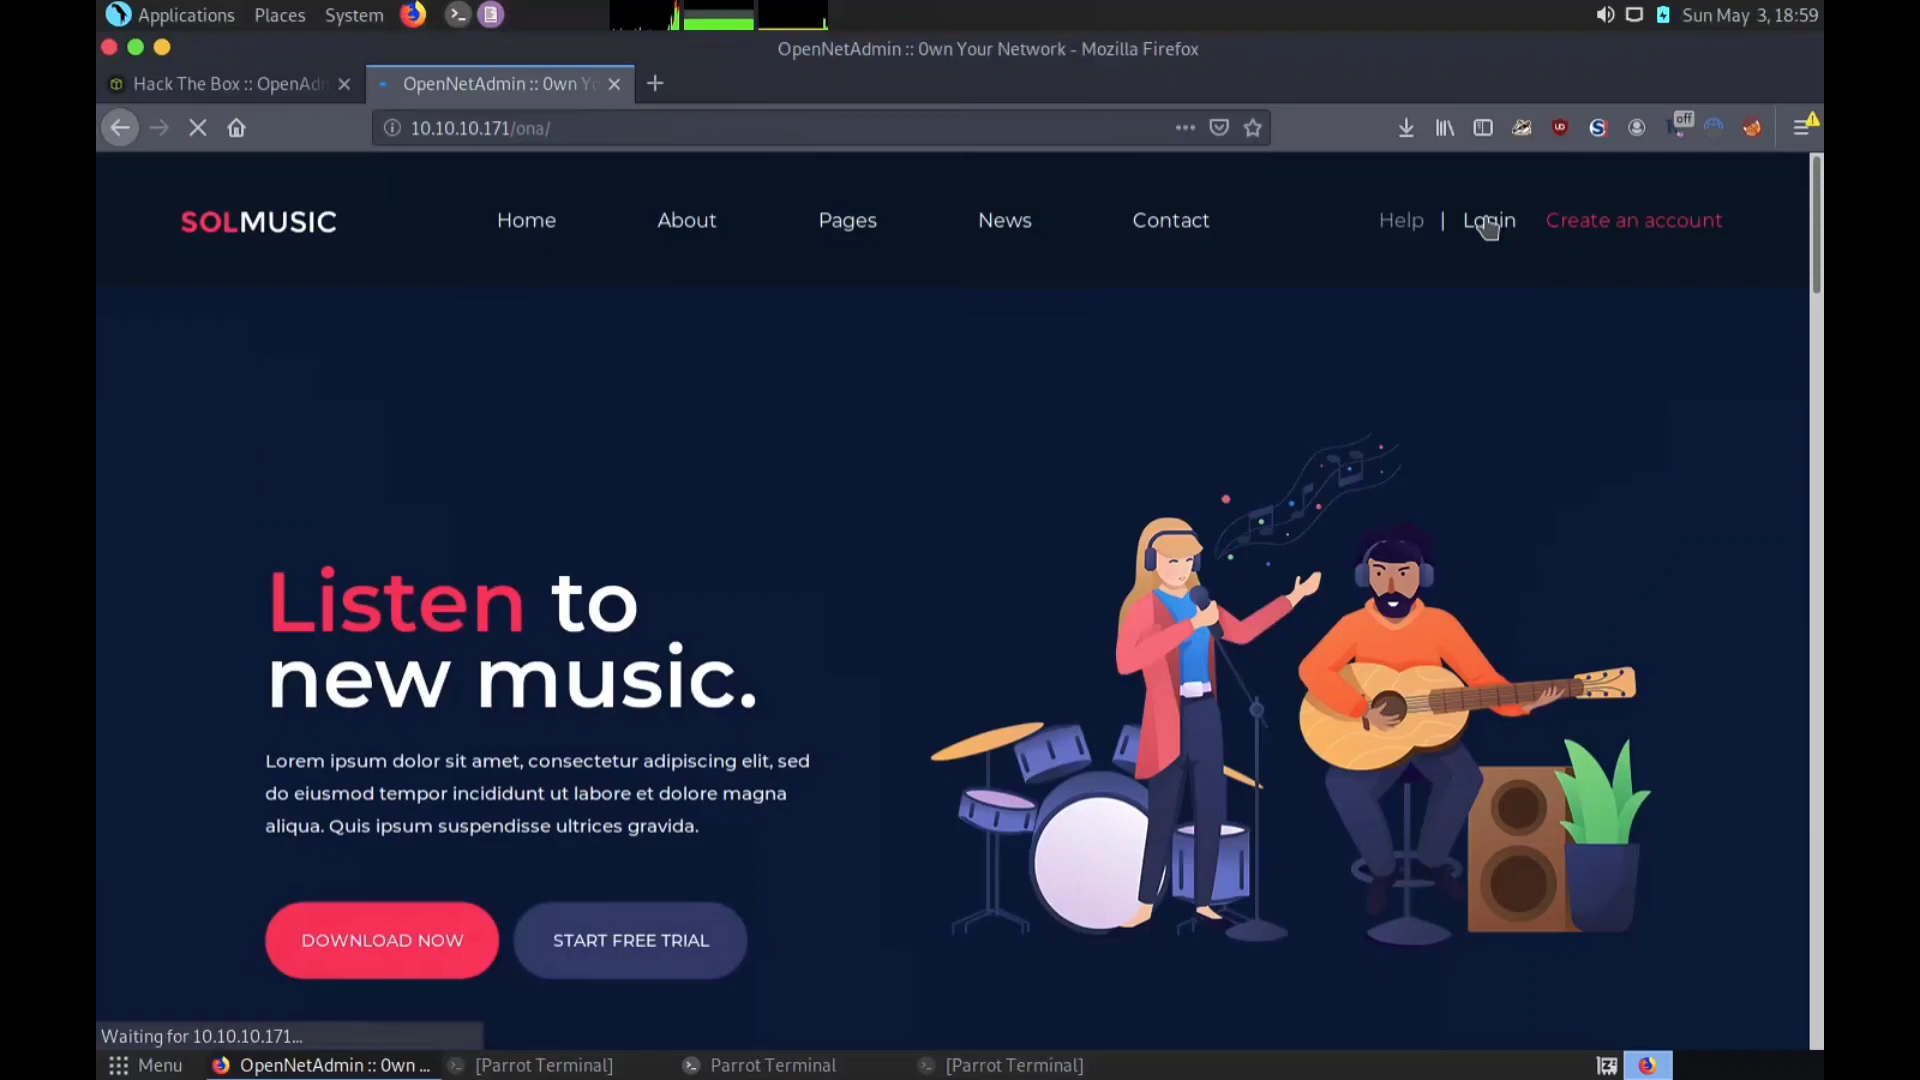 Applications Places System
Sun May 3, 18:59
OpenNetAdmin :: 0wn Your Network - Mozilla Firefox
Hack The Box :: OpenAdn
OpenNetAdmin :: 0wn Yo
10.10.10.171/ona/
off
SOLMUSIC
Home About Pages News Contact
Help | Login Create an account
Listen to
new music.
Lorem ipsum dolor sit amet, consectetur adipiscing elit, sed
do eiusmod tempor incididunt ut labore et dolore magna
aliqua. Quis ipsum suspendisse ultrices gravida.
DOWNLOAD NOW START FREE TRIAL
Waiting for 10.10.10.171...
Menu OpenNetAdmin :: 0wn ... [Parrot Terminal] Parrot Terminal [Parrot Terminal]